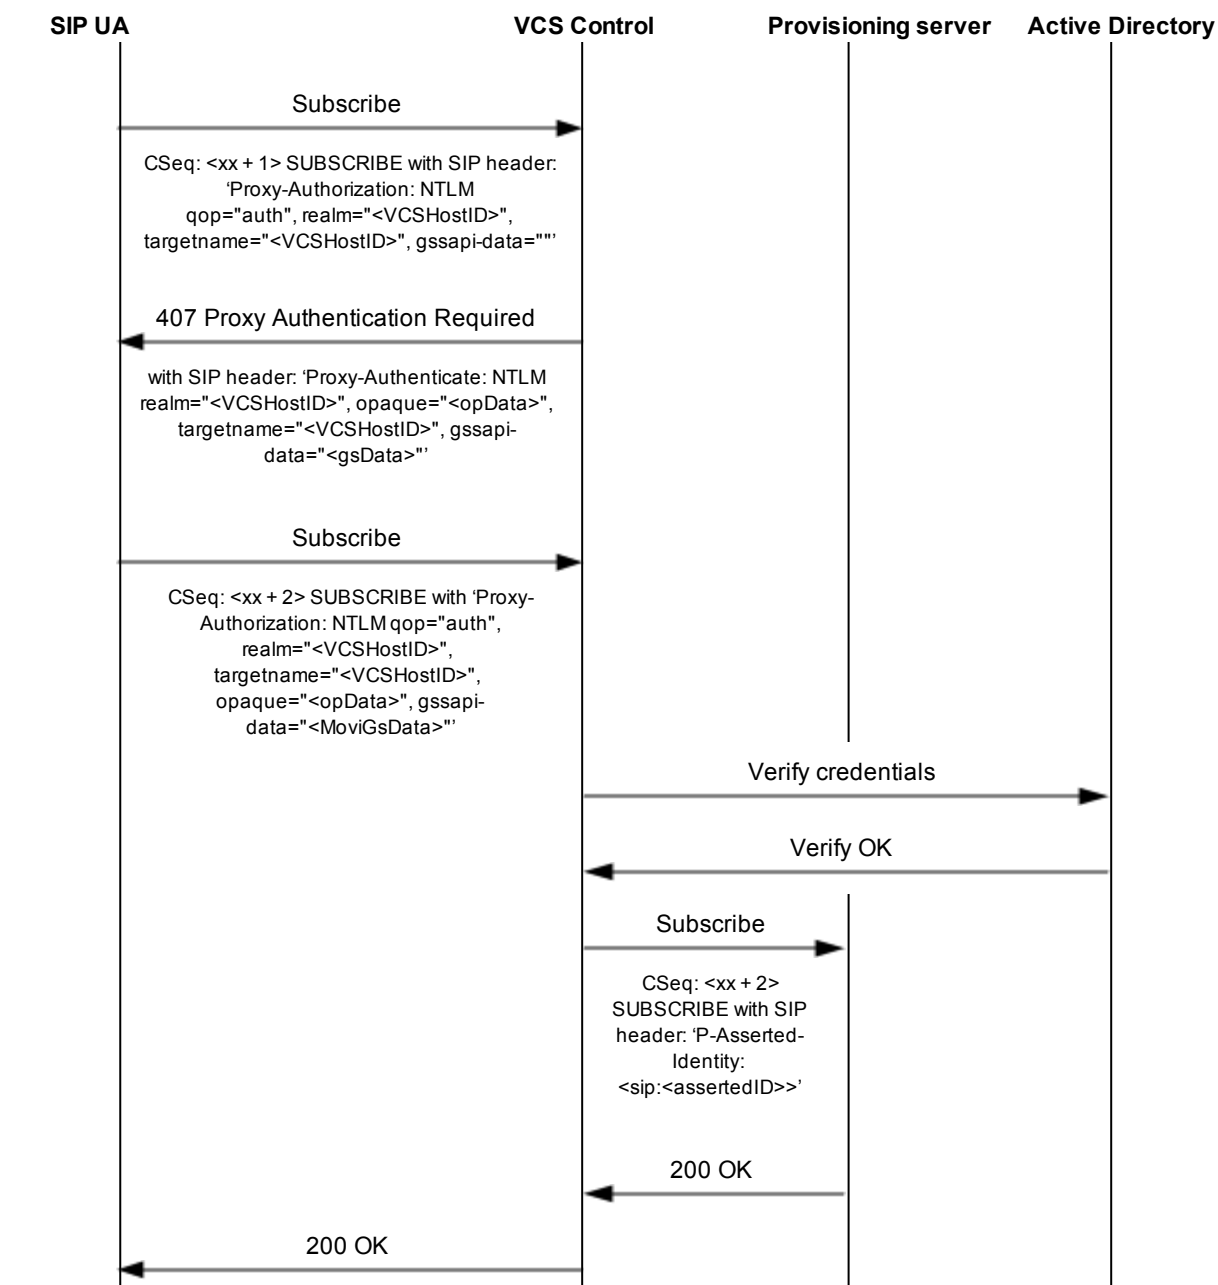 SIP UA
VCS Control
Provisioning server
Active Directory
Subscribe
CSeq: <xx + 1> SUBSCRIBE with SIP header:
‘Proxy-Authorization: NTLM
qop="auth", realm="<VCSHostID>",
targetname="<VCSHostID>", gssapi-data=""’
407 Proxy Authentication Required
with SIP header: ‘Proxy-Authenticate: NTLM
realm="<VCSHostID>", opaque="<opData>",
targetname="<VCSHostID>", gssapi-
data="<gsData>"’
Subscribe
CSeq: <xx + 2> SUBSCRIBE with ‘Proxy-
Authorization: NTLM qop="auth",
realm="<VCSHostID>",
targetname="<VCSHostID>",
opaque="<opData>", gssapi-
data="<MoviGsData>"’
Verify credentials
Verify OK
Subscribe
CSeq: <xx + 2>
SUBSCRIBE with SIP
header: ‘P-Asserted-
Identity:
<sip:<assertedID>>’
200 OK
200 OK